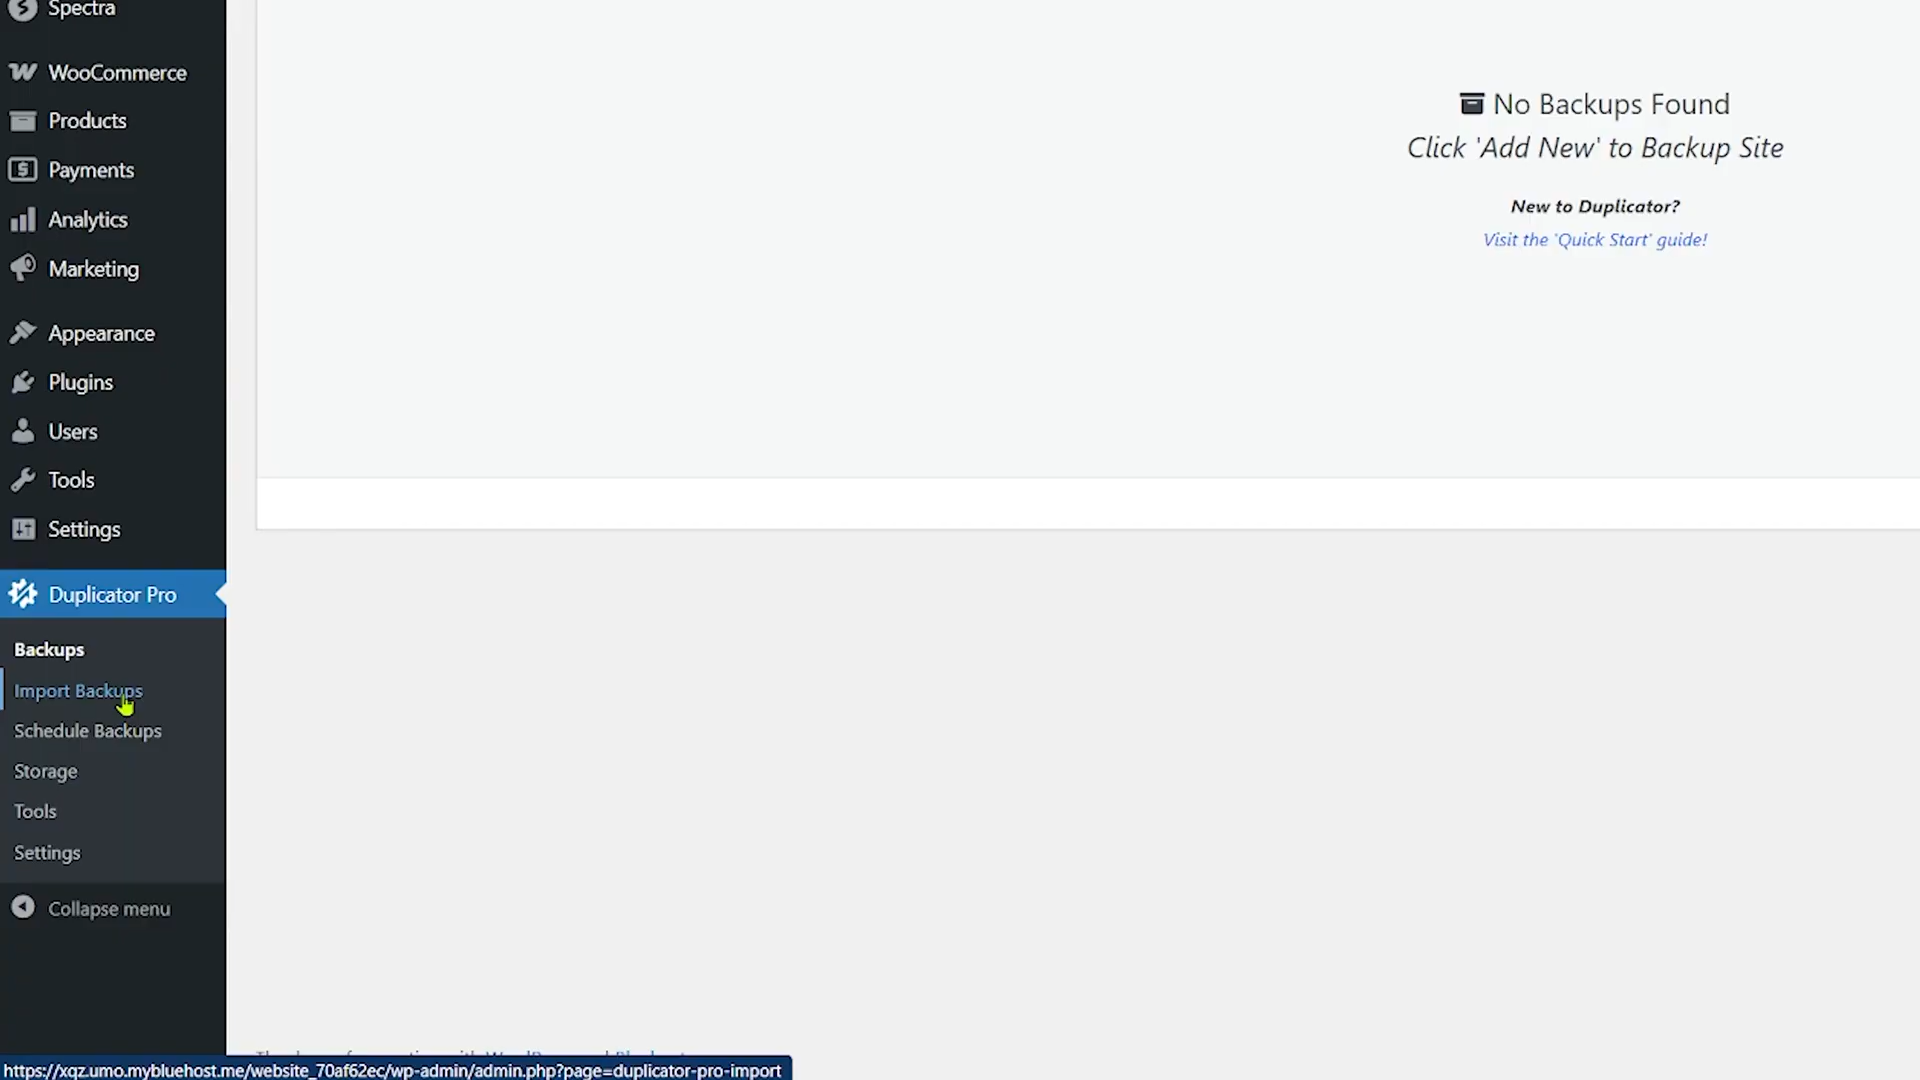 Spectra
WooCommerce
Products
Payments
Analytics
Marketing
Appearance
Plugins
Users
Tools
Settings
Duplicator Pro
Backups
Import Backups
Schedule Backups
Storage
Tools
Settings
Collapse menu
No Backups Found
Click 'Add New' to Backup Site
New to Duplicator?
Visit the 'Quick Start' guide!
https://xqz.umo.mybluehost.me/website_70af62ec/wp-admin/admin.php?page=duplicator-pro-import